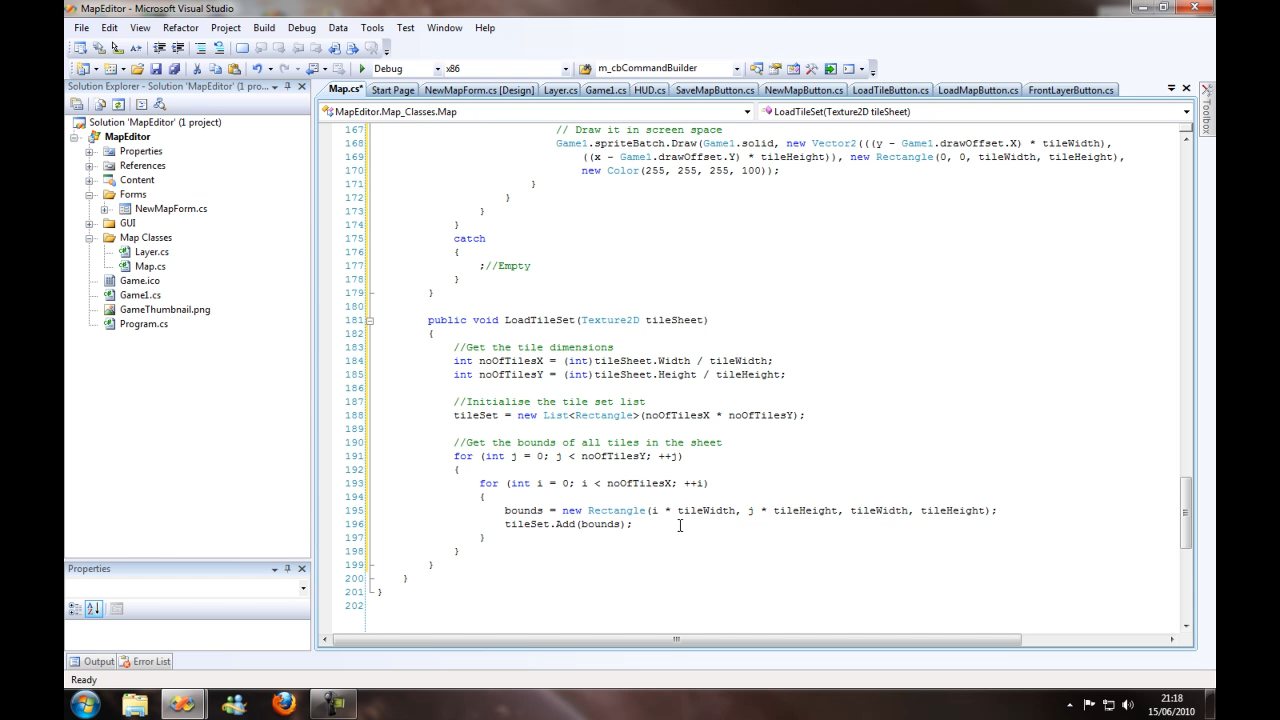 MapEditor - Microsoft Visual Studio
File Edit View Refactor Project Build Debug Data Tools Test Window Help
Debug x86 m_cbCommandBuilder
Solution Explorer - Solution 'MapEditor' (1 pro...
Map.cs* Start Page NewMapForm.cs [Design] Layer.cs Game1.cs HUD.cs SaveMapButton.cs NewMapButton.cs LoadTileButton.cs LoadMapButton.cs FrontLayerButton.cs
MapEditor.Map_Classes.Map LoadTileSet(Texture2D tileSheet)
Toolbox
Solution 'MapEditor' (1 project)
MapEditor
Properties
References
Content
Forms
NewMapForm.cs
GUI
Map Classes
Layer.cs
Map.cs
Game.ico
Game1.cs
GameThumbnail.png
Program.cs
167 // Draw it in screen space
168 Game1.spriteBatch.Draw(Game1.solid, new Vector2(((y - Game1.drawOffset.X) * tileWidth),
169 ((x - Game1.drawOffset.Y) * tileHeight)), new Rectangle(0, 0, tileWidth, tileHeight),
170 new Color(255, 255, 255, 100));
171 }
172 }
173 }
174 }
175 catch
176 {
177 ;//Empty
178 }
179 }
180
181 public void LoadTileSet(Texture2D tileSheet)
182 {
183 //Get the tile dimensions
184 int noOfTilesX = (int)tileSheet.Width / tileWidth;
185 int noOfTilesY = (int)tileSheet.Height / tileHeight;
186
187 //Initialise the tile set list
188 tileSet = new List<Rectangle>(noOfTilesX * noOfTilesY);
189
190 //Get the bounds of all tiles in the sheet
191 for (int j = 0; j < noOfTilesY; ++j)
192 {
193 for (int i = 0; i < noOfTilesX; ++i)
194 {
195 bounds = new Rectangle(i * tileWidth, j * tileHeight, tileWidth, tileHeight);
196 tileSet.Add(bounds);
197 }
198 }
199 }
200 }
201 }
202
Properties
Output Error List
Ready
21:18
15/06/2010